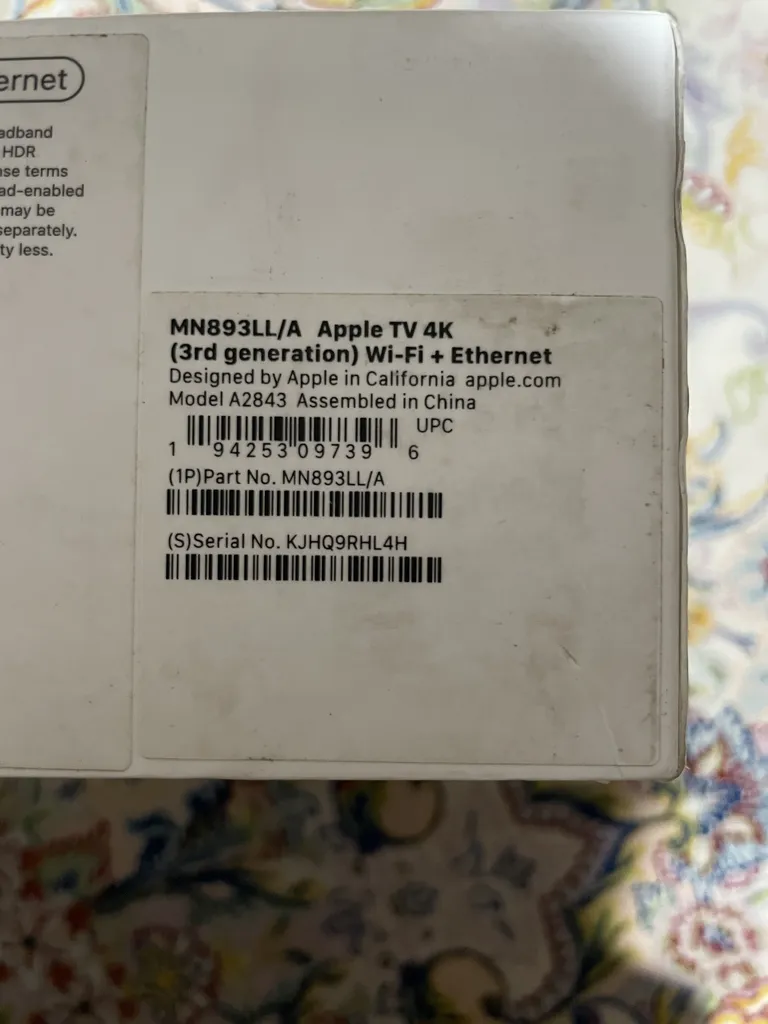 ernet
adband
HDR
se terms
ad-enabled
may be
separately.
ty less.
MN893LL/A Apple TV 4K
(3rd generation) Wi-Fi + Ethernet
Designed by Apple in California apple.com
Model A2843 Assembled in China
UPC
1 94253 09739 6
(1P)Part No. MN893LL/A
(S)Serial No. KJHQ9RHL4H